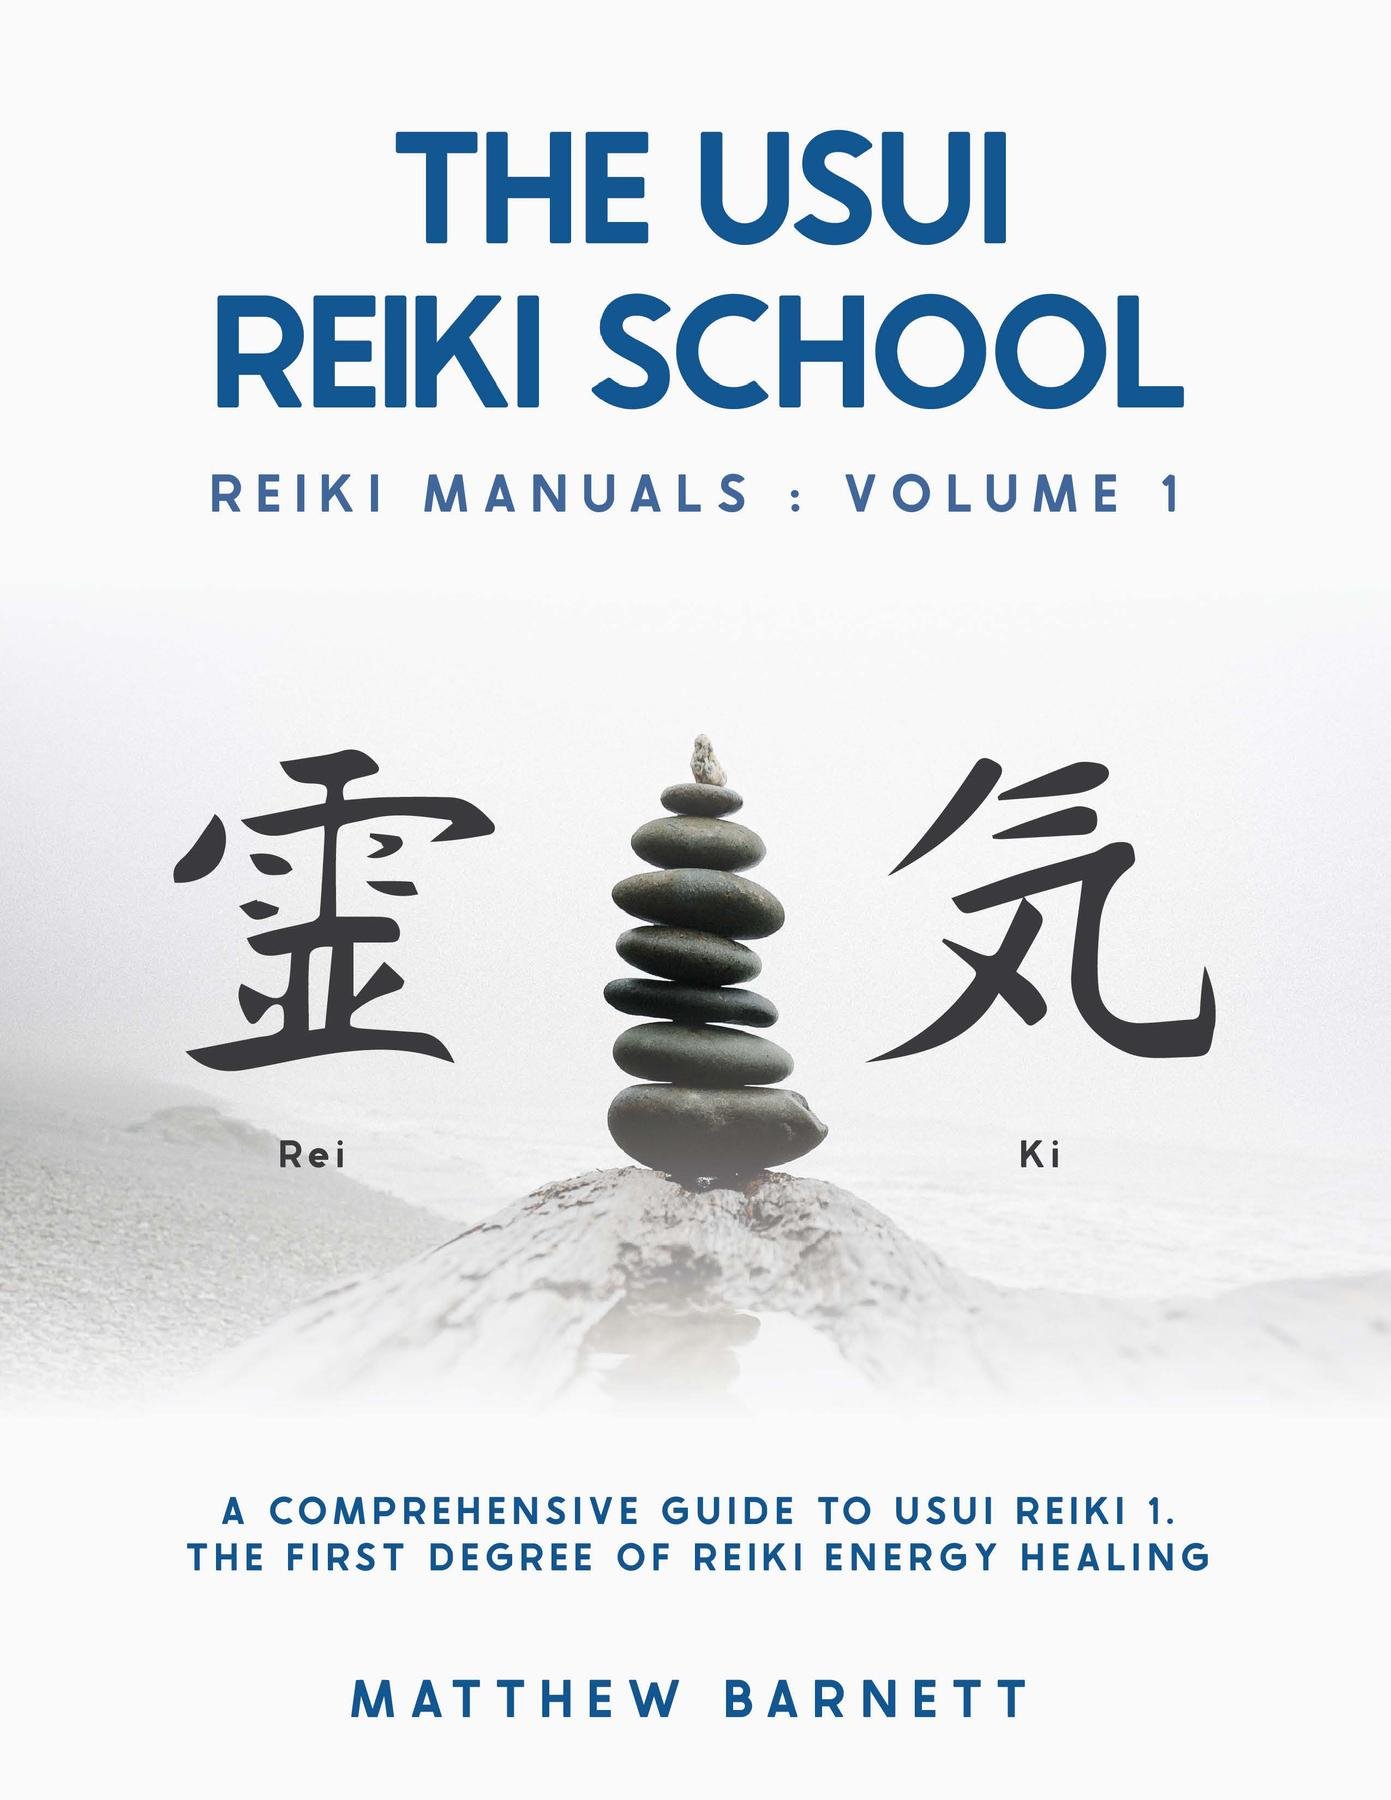 THE USUI
REIKI SCHOOL
REIKI MANUALS : VOLUME 1
霊 気
Rei Ki
A COMPREHENSIVE GUIDE TO USUI REIKI 1.
THE FIRST DEGREE OF REIKI ENERGY HEALING
MATTHEW BARNETT